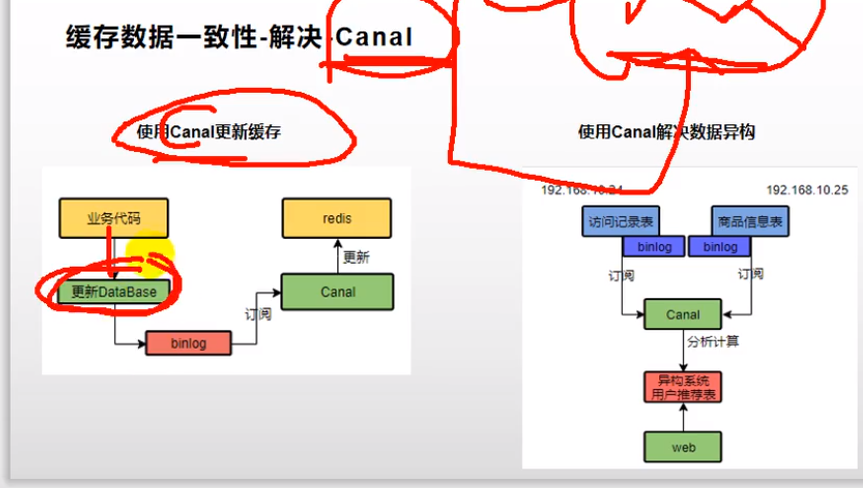 缓存数据一致性-解决-Canal
使用Canal更新缓存
使用Canal解决数据异构
业务代码
redis
更新
更新DataBase
Canal
订阅
binlog
192.168.10.24
192.168.10.25
访问记录表
商品信息表
binlog
binlog
订阅
订阅
Canal
分析计算
异构系统
用户推荐表
web